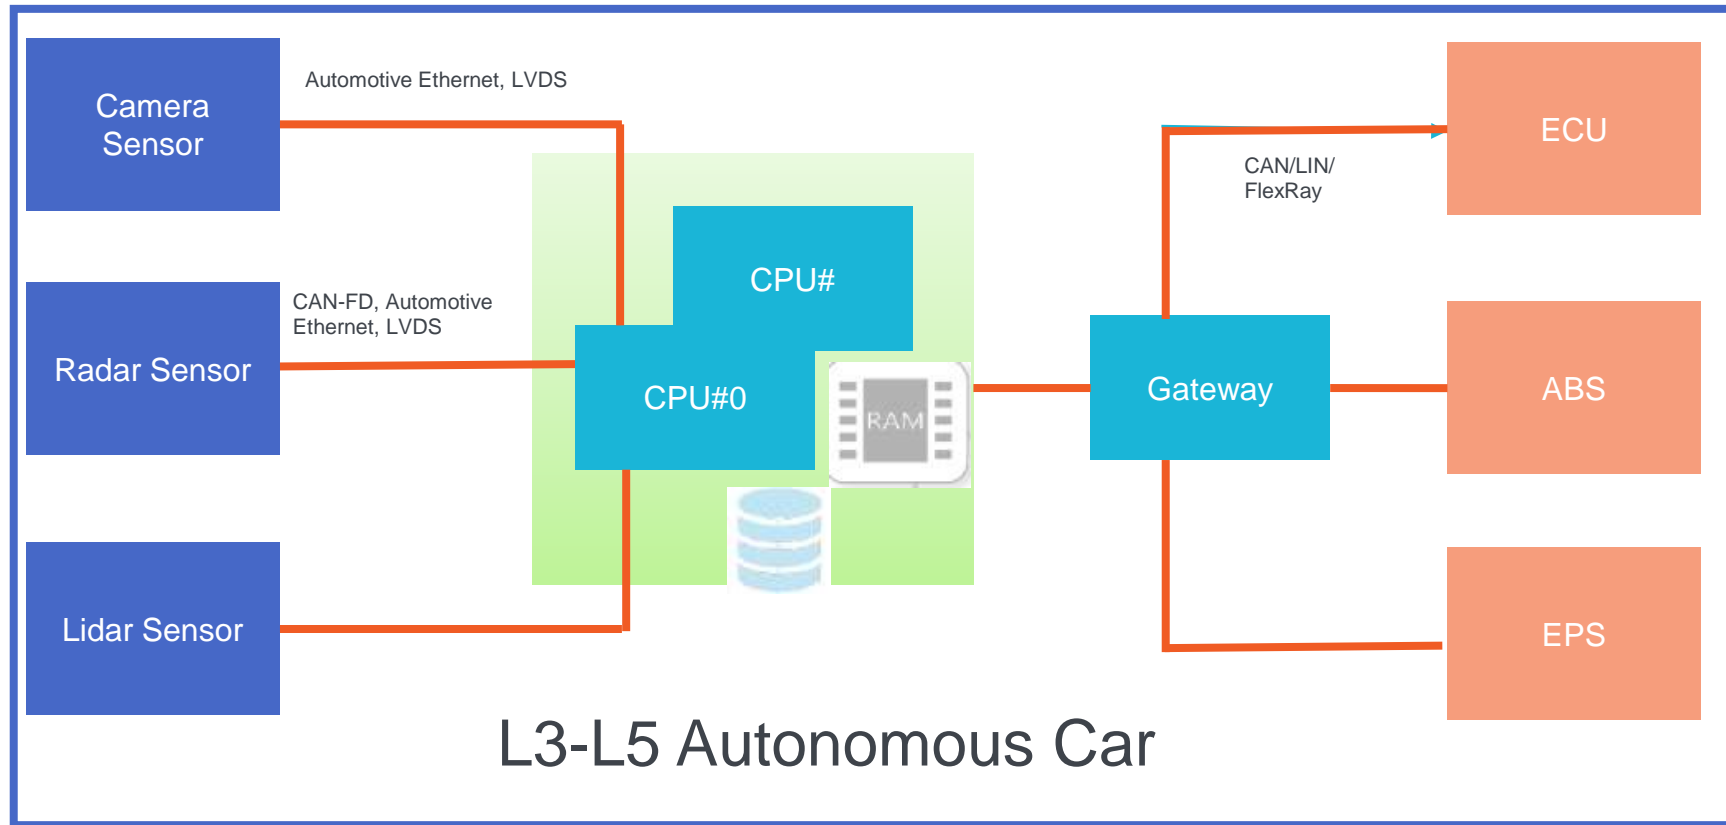 Camera
Sensor
Automotive Ethernet, LVDS
Radar Sensor
CAN-FD, Automotive
Ethernet, LVDS
Lidar Sensor
CPU#
CPU#0
RAM
Gateway
CAN/LIN/
FlexRay
ECU
ABS
EPS
L3-L5 Autonomous Car